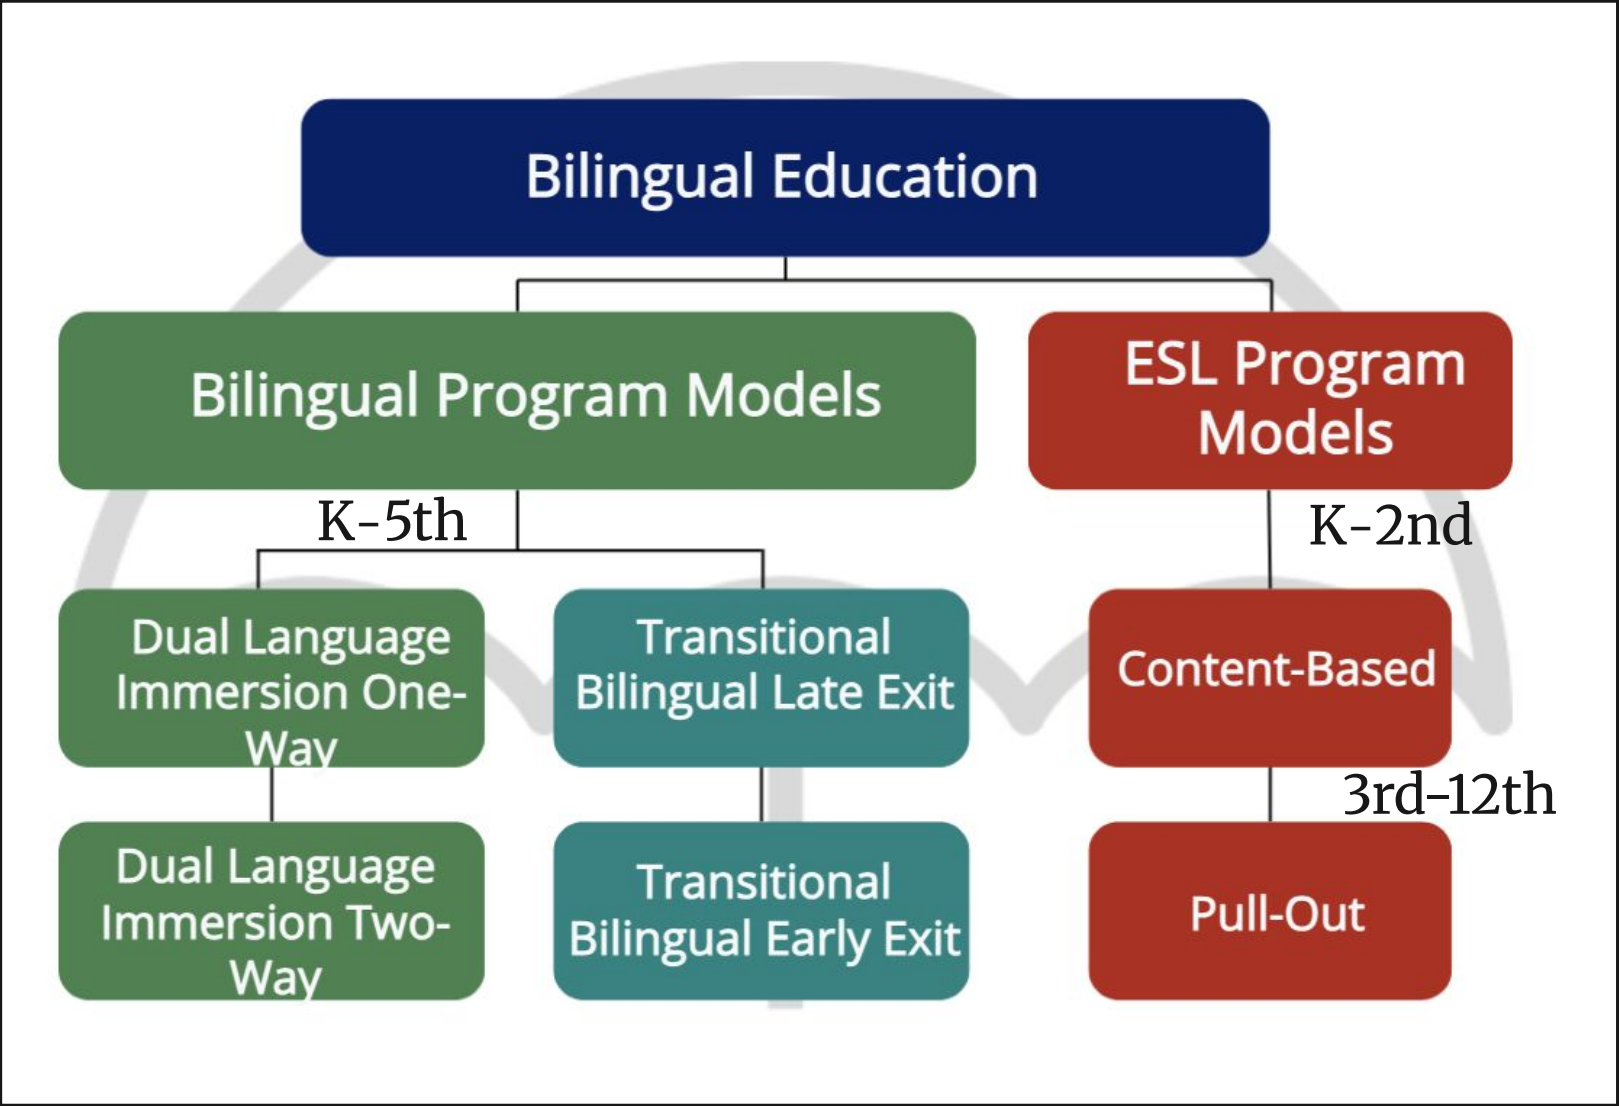 Bilingual Education
Bilingual Program Models
ESL Program
Models
K-5th
K-2nd
Dual Language
Immersion One-
Way
Transitional
Bilingual Late Exit
Content-Based
3rd-12th
Dual Language
Immersion Two-
Way
Transitional
Bilingual Early Exit
Pull-Out